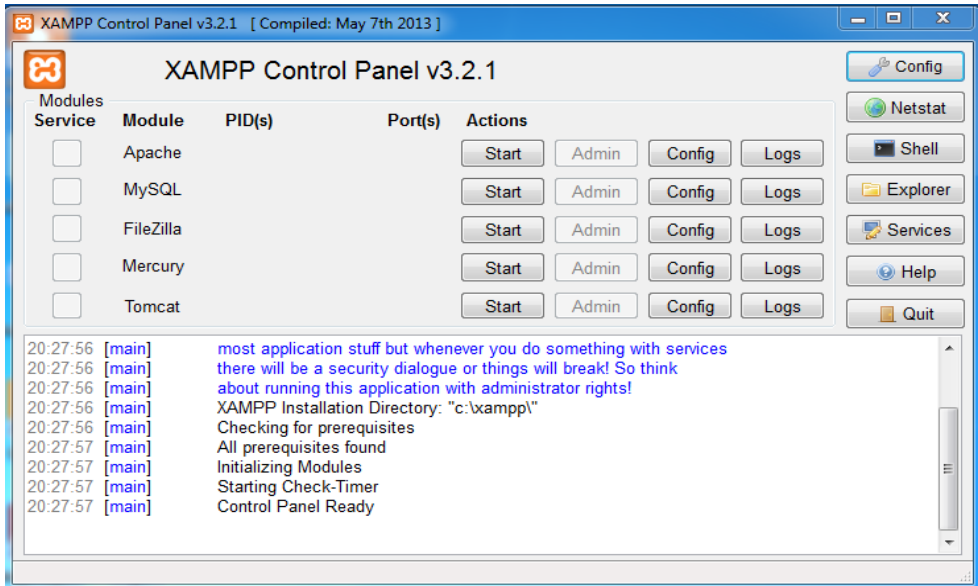 XAMPP Control Panel v3.2.1 [ Compiled: May 7th 2013 ]
XAMPP Control Panel v3.2.1
Config
Modules
Service Module PID(s) Port(s) Actions
Netstat
Apache Start Admin Config Logs
Shell
MySQL Start Admin Config Logs
Explorer
FileZilla Start Admin Config Logs
Services
Mercury Start Admin Config Logs
Help
Tomcat Start Admin Config Logs
Quit
20:27:56 [main] most application stuff but whenever you do something with services
20:27:56 [main] there will be a security dialogue or things will break! So think
20:27:56 [main] about running this application with administrator rights!
20:27:56 [main] XAMPP Installation Directory: "c:\xampp\"
20:27:56 [main] Checking for prerequisites
20:27:57 [main] All prerequisites found
20:27:57 [main] Initializing Modules
20:27:57 [main] Starting Check-Timer
20:27:57 [main] Control Panel Ready